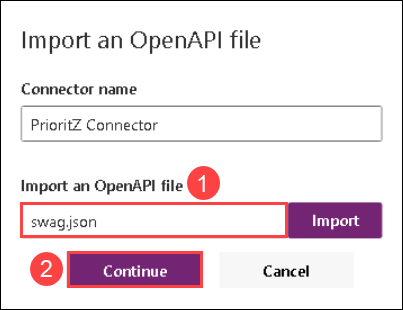 Import an OpenAPI file
Connector name
PrioritZ Connector
Import an OpenAPI file 1
swag.json Import
2 Continue Cancel